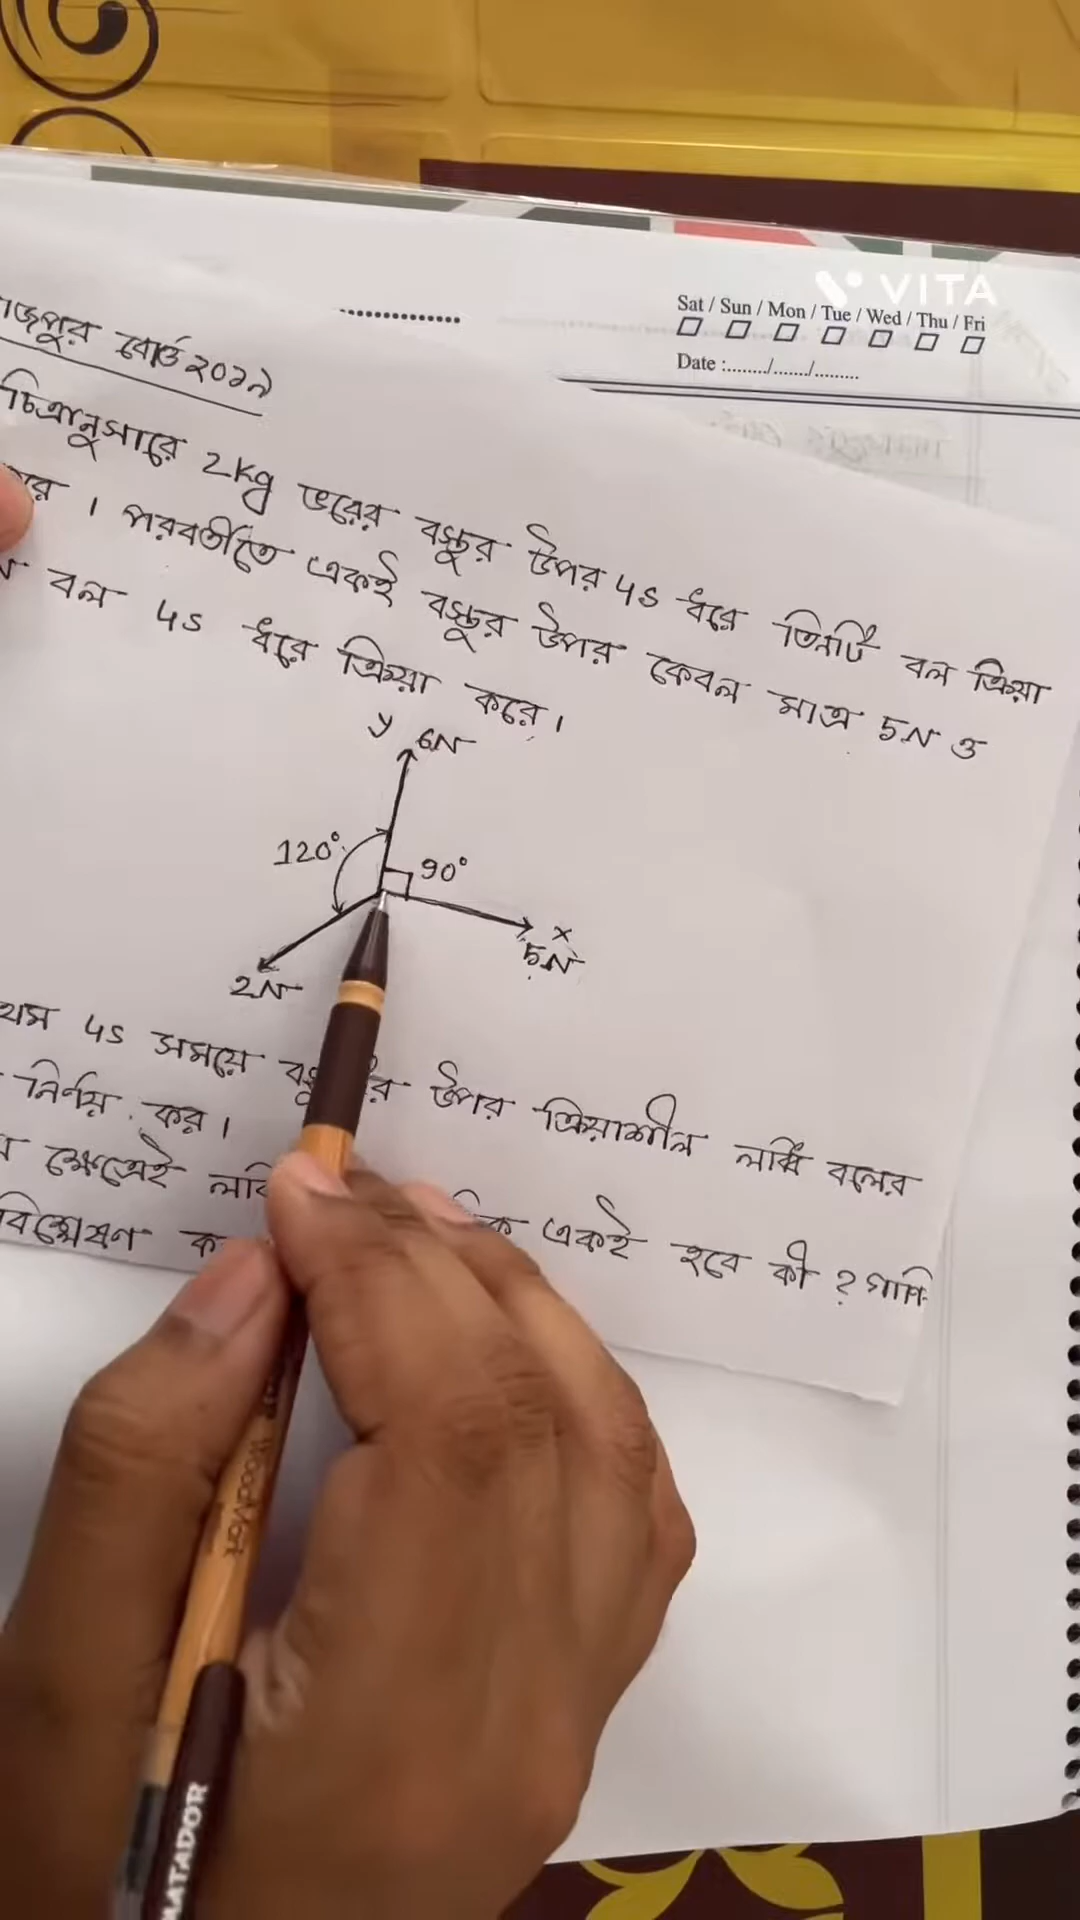 VITA
Sat / Sun / Mon / Tue / Wed / Thu / Fri
Date :......../......./.........
বোর্ড ২০১৯
চিত্রানুসারে 2kg ভরের বস্তুর উপর 4s ধরে তিনটি বল ক্রিয়া
। পরবর্তীতে একই বস্তুর উপর কেবল মাত্র 5N ও
বল 4s ধরে ক্রিয়া করে।
y 6N
120°
90°
x
5N
2N
4s সময়ে উপর ক্রিয়াশীল লব্ধি বলের
নির্ণয় কর।
ক্ষেত্রেই একই হবে কী ?
WoodMark
MATADOR